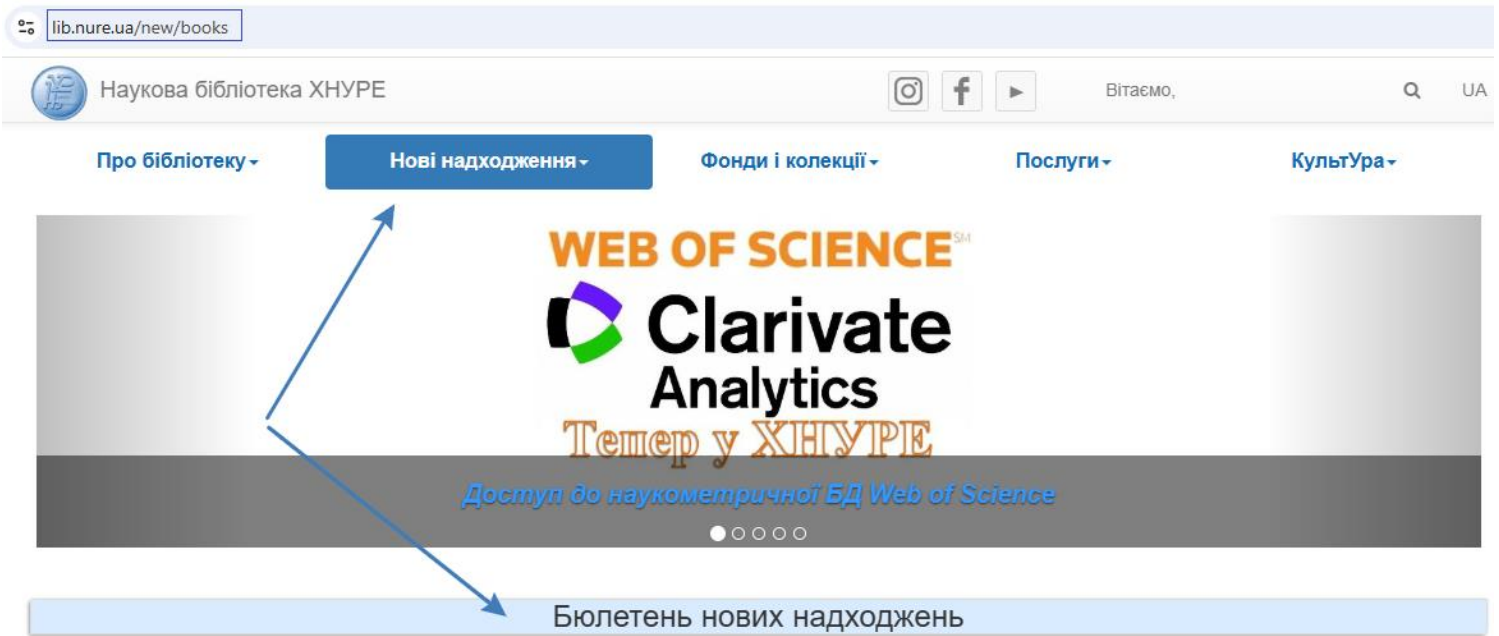 lib.nure.ua/new/books
Наукова бібліотека ХНУРЕ
Вітаємо,
UA
Про бібліотеку
Нові надходження
Фонди і колекції
Послуги
КультУра
WEB OF SCIENCE SM
Clarivate
Analytics
Тепер у ХНУРЕ
Доступ до наукометричної БД Web of Science
Бюлетень нових надходжень